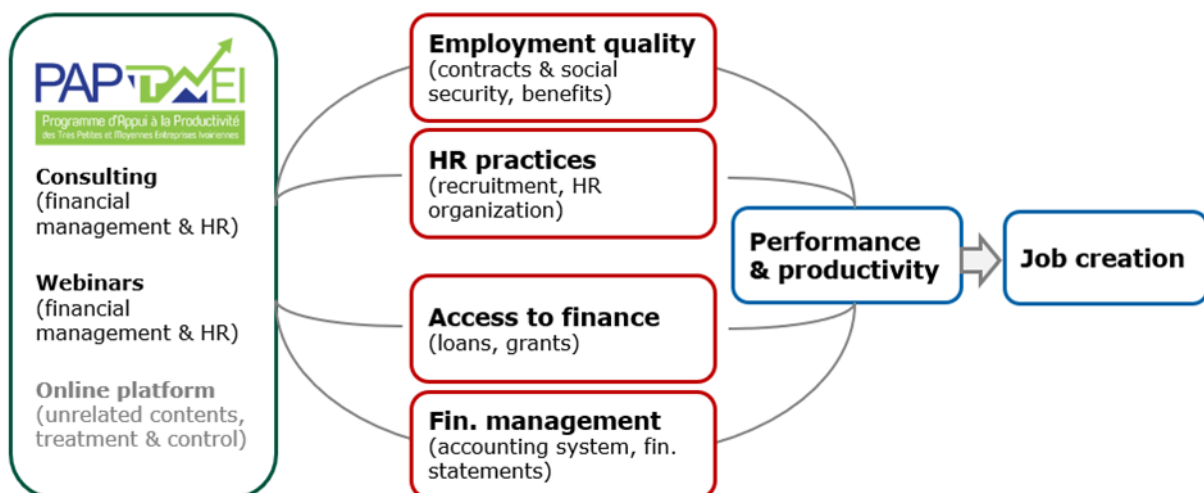 PAPTPMEI
Programme d'Appui à la Productivité
des Très Petites et Moyennes Entreprises Ivoiriennes
Consulting
(financial
management & HR)
Webinars
(financial
management & HR)
Online platform
(unrelated contents,
treatment & control)
Employment quality
(contracts & social
security, benefits)
HR practices
(recruitment, HR
organization)
Access to finance
(loans, grants)
Fin. management
(accounting system, fin.
statements)
Performance
& productivity
Job creation